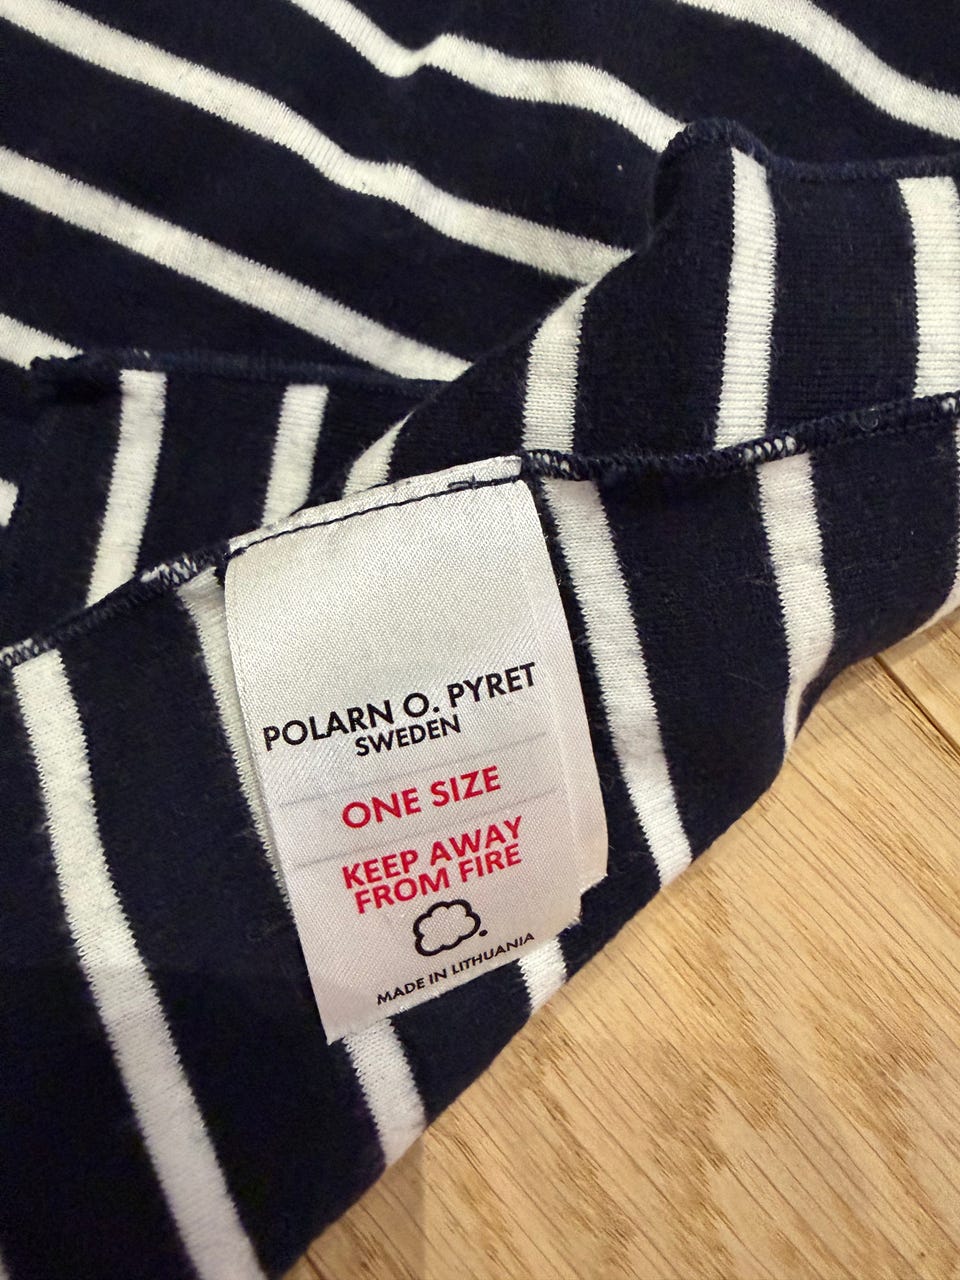 POLARN O. PYRET
SWEDEN
ONE SIZE
KEEP AWAY
FROM FIRE
MADE IN LITHUANIA